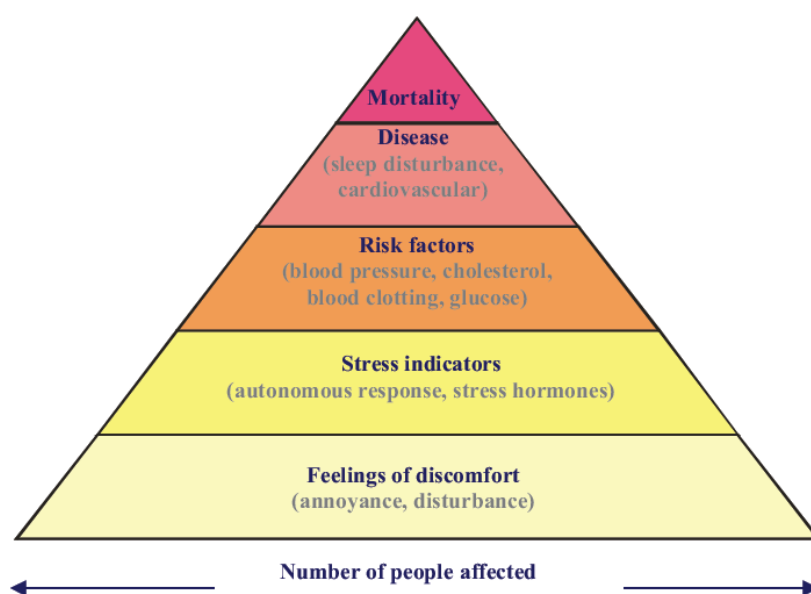 Mortality
Disease
(sleep disturbance,
cardiovascular)
Risk factors
(blood pressure, cholesterol,
blood clotting, glucose)
Stress indicators
(autonomous response, stress hormones)
Feelings of discomfort
(annoyance, disturbance)
Number of people affected